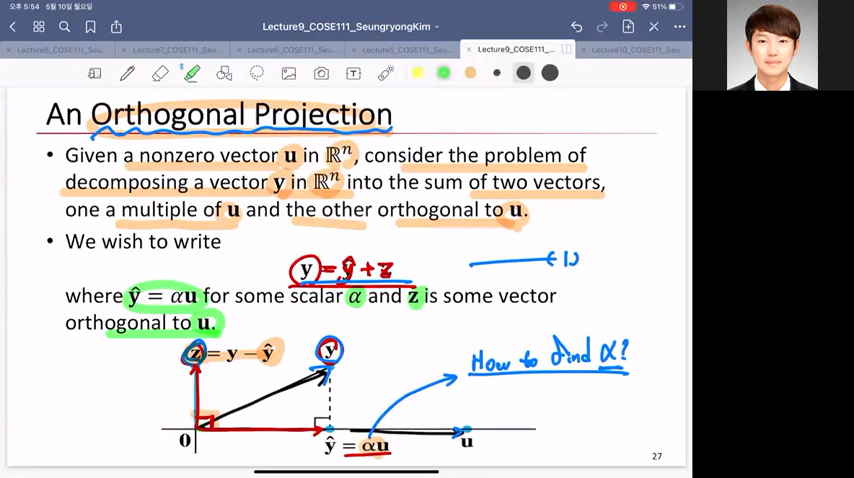 오후 5:54 5월 10일 월요일
51%
Lecture9_COSE111_SeungryongKim
Lecture8_COSE111_Seu...
Lecture7_COSE111_Seu...
Lecture6_COSE111_Seu...
Lecture5_COSE111_Seu...
Lecture9_COSE111_...
Lecture10_COSE111_Seu
An Orthogonal Projection
• Given a nonzero vector u in ℝⁿ, consider the problem of
decomposing a vector y in ℝⁿ into the sum of two vectors,
one a multiple of u and the other orthogonal to u.
• We wish to write
y = ŷ + z
where ŷ = αu for some scalar α and z is some vector
orthogonal to u.
z = y − ŷ
y
How to find α?
0
ŷ = αu
u
27